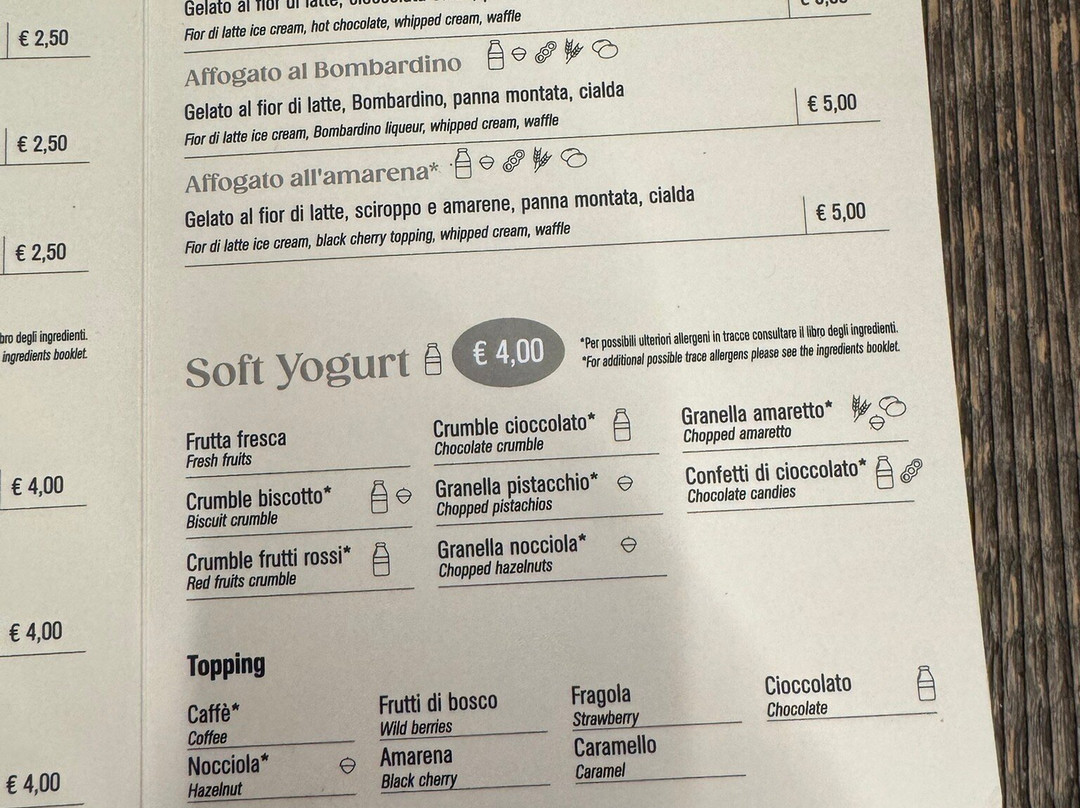 € 2,50
€ 2,50
€ 2,50
bro degli ingredienti.
ingredients booklet.
€ 4,00
€ 4,00
€ 4,00
Gelato al fior di latte,
Fior di latte ice cream, hot chocolate, whipped cream, waffle
Affogato al Bombardino
Gelato al fior di latte, Bombardino, panna montata, cialda
Fior di latte ice cream, Bombardino liqueur, whipped cream, waffle
€ 5,00
Affogato all'amarena*
Gelato al fior di latte, sciroppo e amarene, panna montata, cialda
Fior di latte ice cream, black cherry topping, whipped cream, waffle
€ 5,00
Soft Yogurt
€ 4,00
*Per possibili ulteriori allergeni in tracce consultare il libro degli ingredienti.
*For additional possible trace allergens please see the ingredients booklet.
Frutta fresca
Fresh fruits
Crumble biscotto*
Biscuit crumble
Crumble frutti rossi*
Red fruits crumble
Crumble cioccolato*
Chocolate crumble
Granella pistacchio*
Chopped pistachios
Granella nocciola*
Chopped hazelnuts
Granella amaretto*
Chopped amaretto
Confetti di cioccolato*
Chocolate candies
Topping
Caffè*
Coffee
Nocciola*
Hazelnut
Frutti di bosco
Wild berries
Amarena
Black cherry
Fragola
Strawberry
Caramello
Caramel
Cioccolato
Chocolate